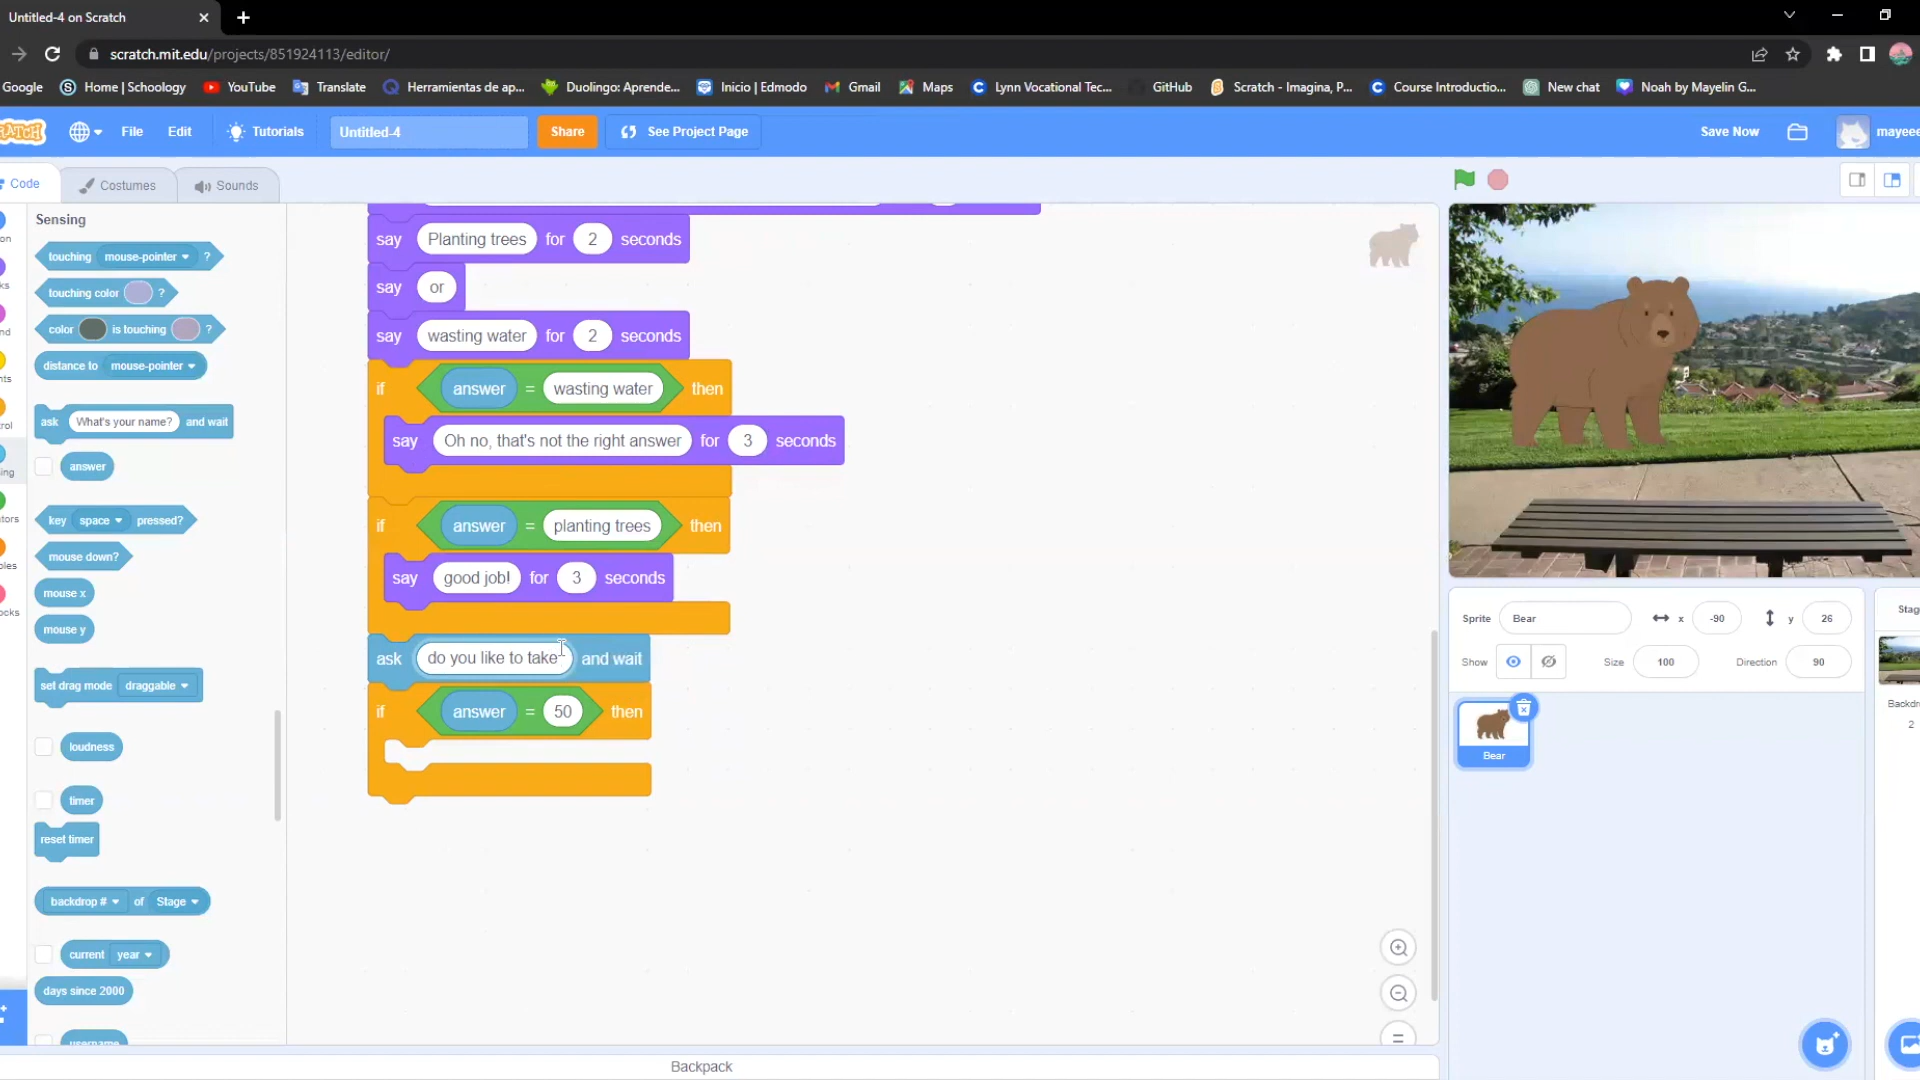 Untitled-4 on Scratch
scratch.mit.edu/projects/851924113/editor/
Google
Home | Schoology
YouTube
Translate
Herramientas de ap...
Duolingo: Aprende...
Inicio | Edmodo
Gmail
Maps
Lynn Vocational Tec...
GitHub
Scratch - Imagina, P...
Course Introductio...
New chat
Noah by Mayelin G...
File
Edit
Tutorials
Untitled-4
Share
See Project Page
Save Now
Code
Costumes
Sounds
Sensing
touching mouse-pointer ?
touching color ?
color is touching ?
distance to mouse-pointer
ask What's your name? and wait
answer
key space pressed?
mouse down?
mouse x
mouse y
set drag mode draggable
loudness
timer
reset timer
backdrop # of Stage
current year
days since 2000
username
say Planting trees for 2 seconds
say or
say wasting water for 2 seconds
if answer = wasting water then
say Oh no, that's not the right answer for 3 seconds
if answer = planting trees then
say good job! for 3 seconds
ask do you like to take and wait
if answer = 50 then
Backpack
Sprite Bear x -90 y 26
Show Size 100 Direction 90
Bear
2